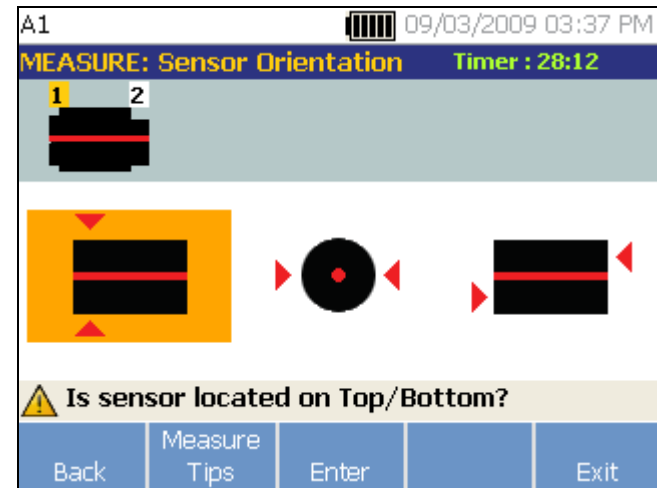 A1 09/03/2009 03:37 PM
MEASURE: Sensor Orientation Timer : 28:12
1 2
Is sensor located on Top/Bottom?
Back Measure Tips Enter Exit